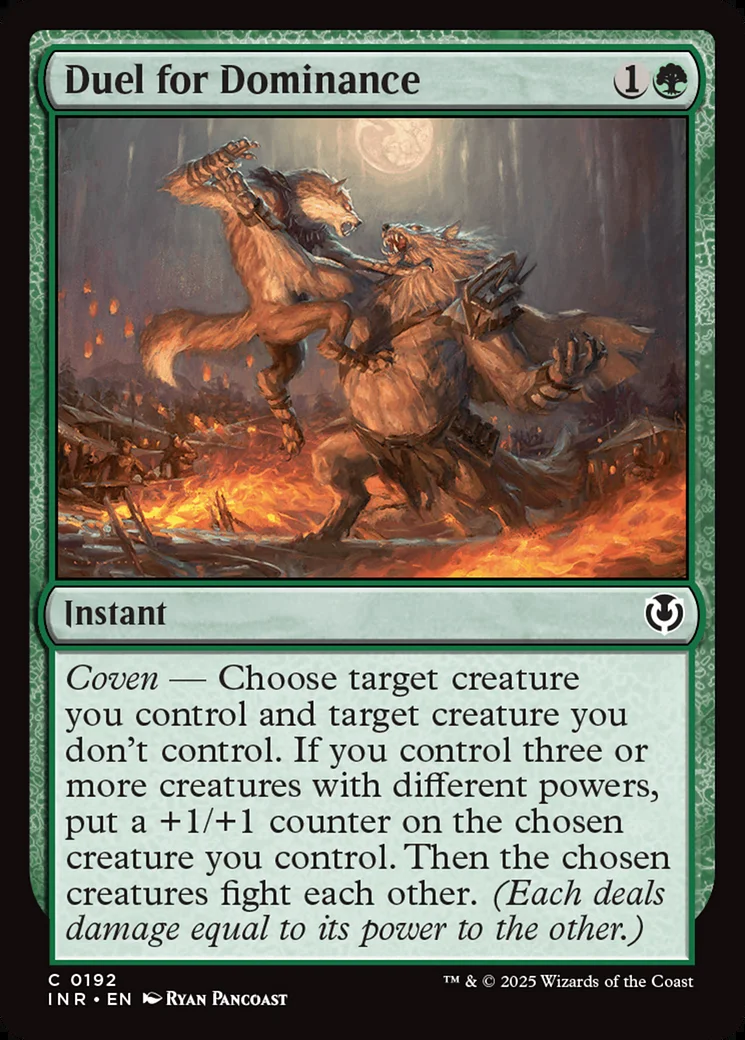 Duel for Dominance 1
Instant
Coven — Choose target creature
you control and target creature you
don't control. If you control three or
more creatures with different powers,
put a +1/+1 counter on the chosen
creature you control. Then the chosen
creatures fight each other. (Each deals
damage equal to its power to the other.)
C 0192 ™ & © 2025 Wizards of the Coast
INR • EN Ryan Pancoast